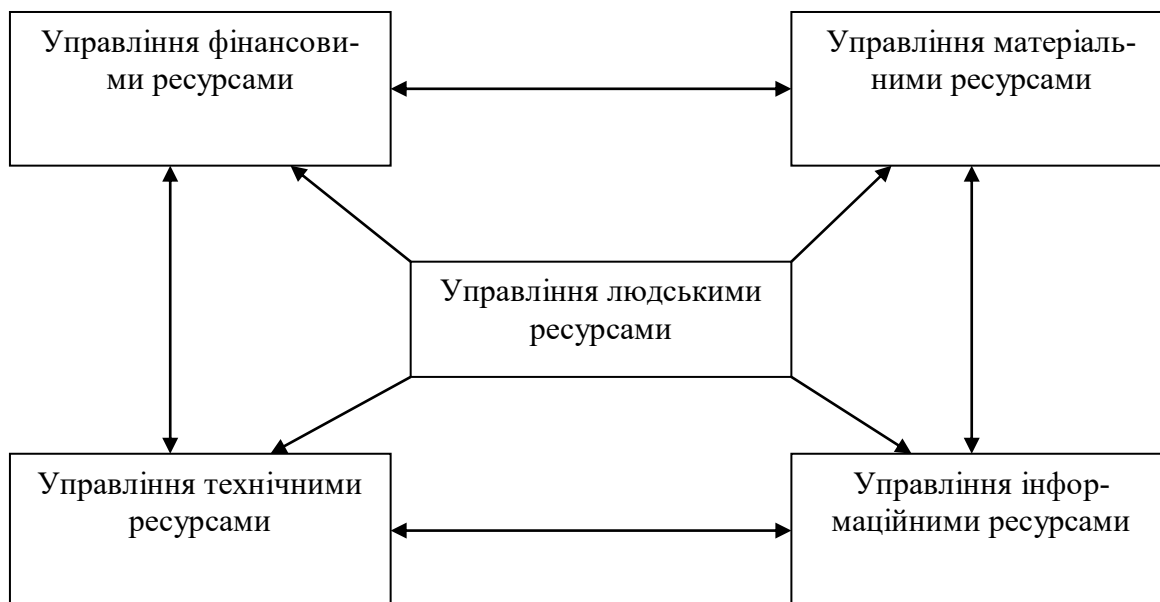 Управління фінансови-
ми ресурсами
Управління матеріаль-
ними ресурсами
Управління людськими
ресурсами
Управління технічними
ресурсами
Управління інфор-
маційними ресурсами